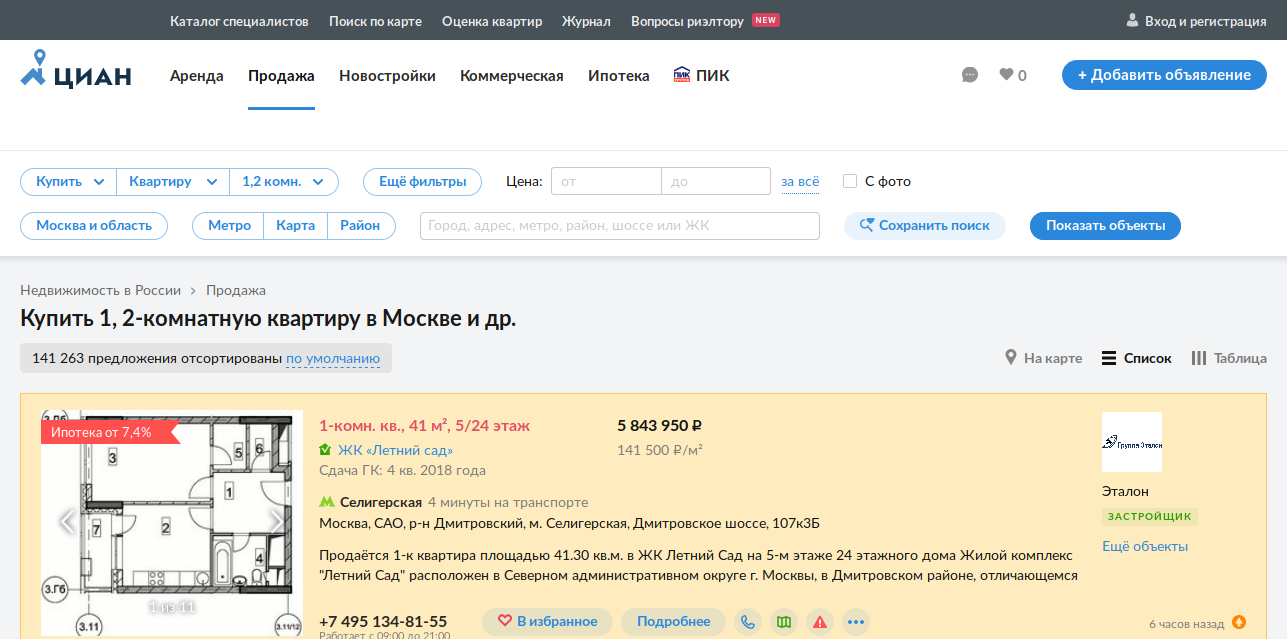 Каталог специалистов Поиск по карте Оценка квартир Журнал Вопросы риэлтору NEW Вход и регистрация
ЦИАН Аренда Продажа Новостройки Коммерческая Ипотека ПИК ПИК 0 + Добавить объявление
Купить Квартиру 1,2 комн. Ещё фильтры Цена: от до за всё С фото
Москва и область Метро Карта Район Город, адрес, метро, район, шоссе или ЖК Сохранить поиск Показать объекты
Недвижимость в России > Продажа
Купить 1, 2-комнатную квартиру в Москве и др.
141 263 предложения отсортированы по умолчанию На карте Список Таблица
Ипотека от 7,4%
3
5
6
1
2
7
4
3.Гб
3.11
3.11/12
1 из 11
1-комн. кв., 41 м², 5/24 этаж 5 843 950 ₽
ЖК «Летний сад» 141 500 ₽/м²
Сдача ГК: 4 кв. 2018 года
Селигерская 4 минуты на транспорте
Москва, САО, р-н Дмитровский, м. Селигерская, Дмитровское шоссе, 107к3Б
Продаётся 1-к квартира площадью 41.30 кв.м. в ЖК Летний Сад на 5-м этаже 24 этажного дома Жилой комплекс
"Летний Сад" расположен в Северном административном округе г. Москвы, в Дмитровском районе, отличающемся
+7 495 134-81-55 В избранное Подробнее
Работает с 09:00 до 21:00
Группа Эталон
Эталон
ЗАСТРОЙЩИК
Ещё объекты
6 часов назад